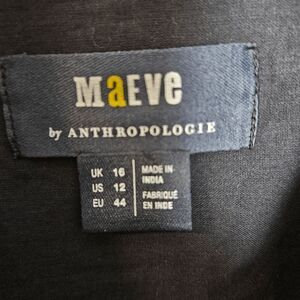 MaEVe
by ANTHROPOLOGIE
UK 16
US 12
EU 44
MADE IN
INDIA
FABRIQUÉ
EN INDE